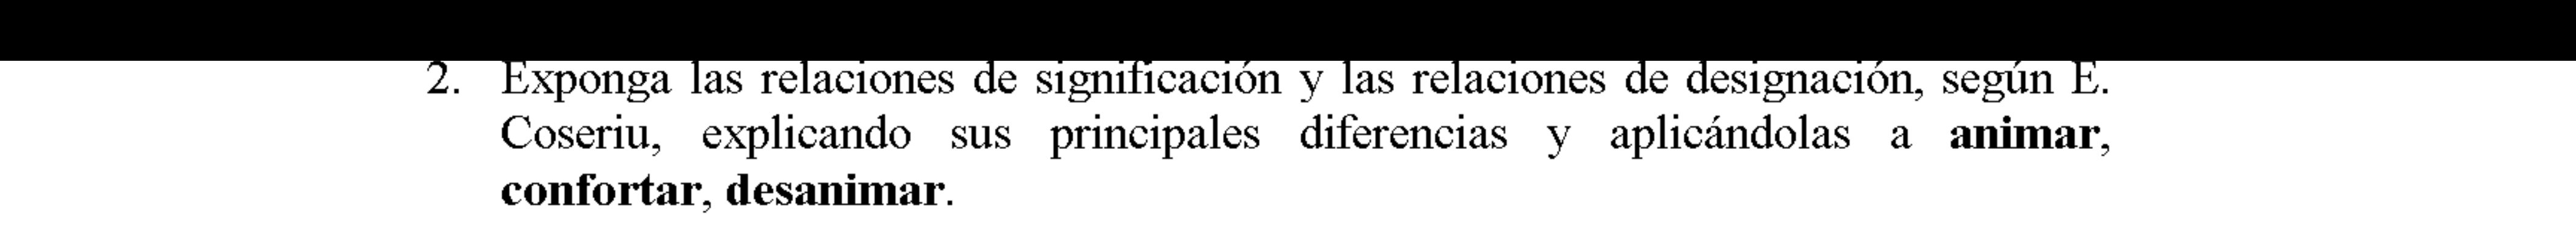 2. Exponga las relaciones de significación y las relaciones de designación, según E.
Coseriu, explicando sus principales diferencias y aplicándolas a animar,
confortar, desanimar.